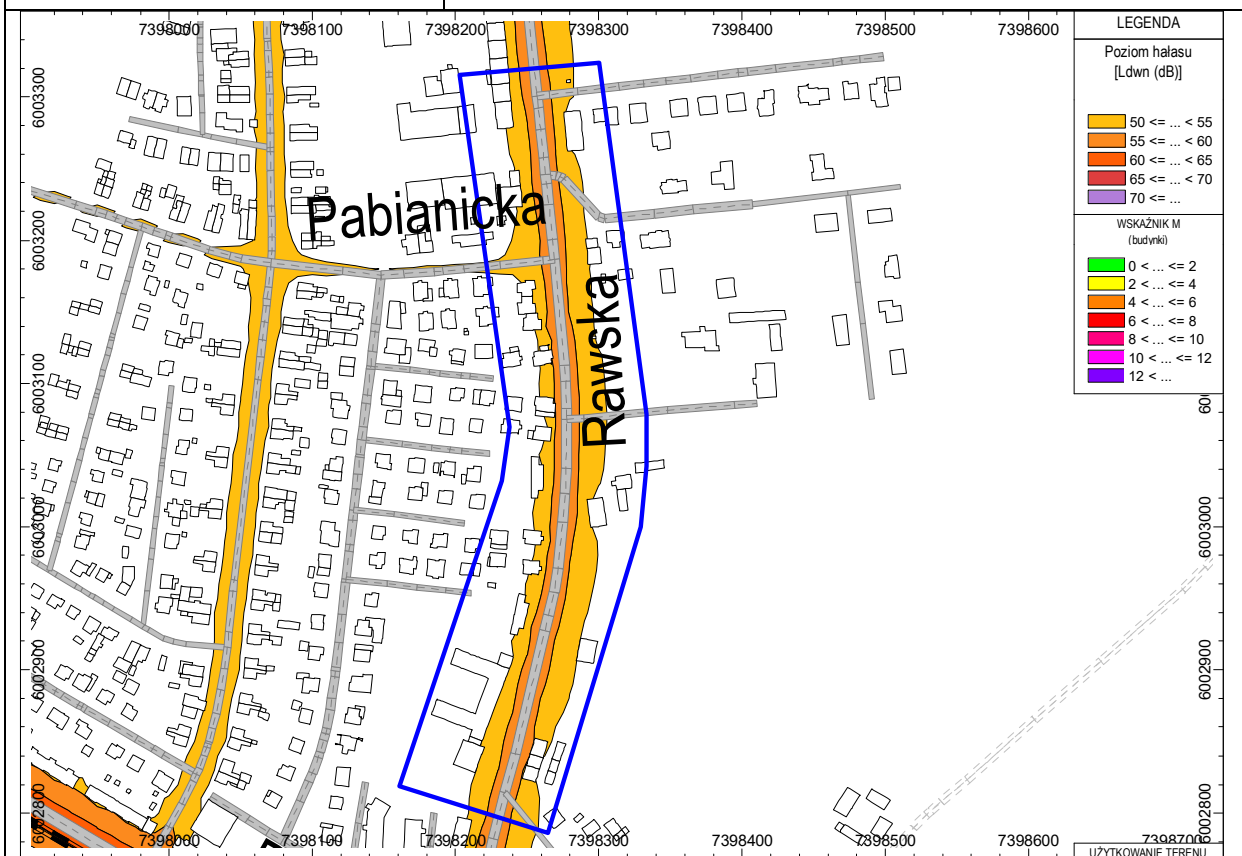 7398000
7398100
7398200
7398300
7398400
7398500
7398600
LEGENDA
Poziom hałasu
[Ldwn (dB)]
50 <= ... < 55
55 <= ... < 60
60 <= ... < 65
65 <= ... < 70
70 <= ...
WSKAŹNIK M
(budynki)
0 < ... <= 2
2 < ... <= 4
4 < ... <= 6
6 < ... <= 8
8 < ... <= 10
10 < ... <= 12
12 < ...
6003300
6003200
6003100
6003000
6002900
6002800
Pabianicka
Rawska
6003000
6002900
6002800
7398000
7398100
7398200
7398300
7398400
7398500
7398600
7398700
UŻYTKOWANIE TERENU